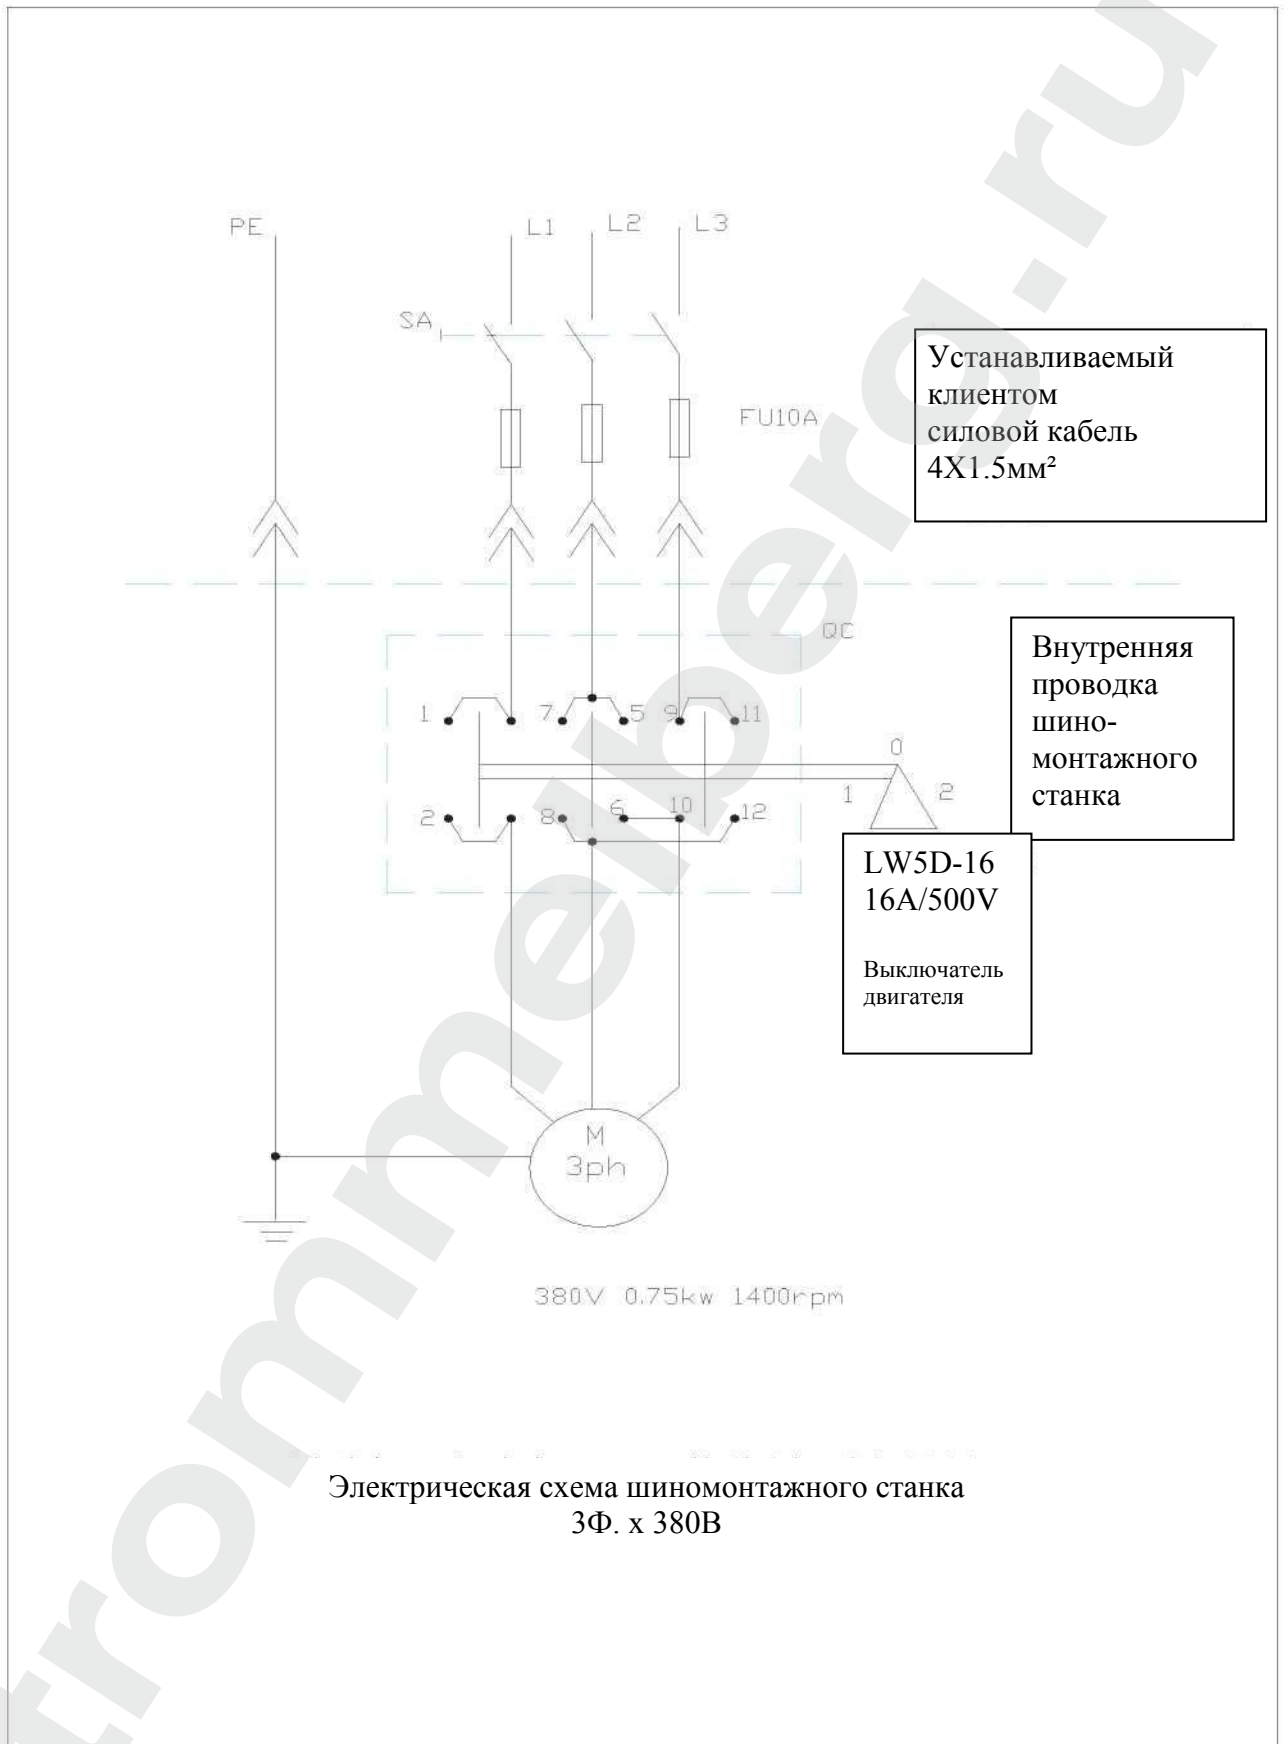 PE
L1
L2
L3
SA
FU10A
Устанавливаемый
клиентом
силовой кабель
4X1.5мм²
QC
Внутренняя
проводка
шино-
монтажного
станка
1
7
5
9
11
0
1
2
2
8
6
10
12
LW5D-16
16A/500V
Выключатель
двигателя
M
3ph
380V 0.75kw 1400rpm
Электрическая схема шиномонтажного станка
3Ф. х 380В
trommelberg.ru